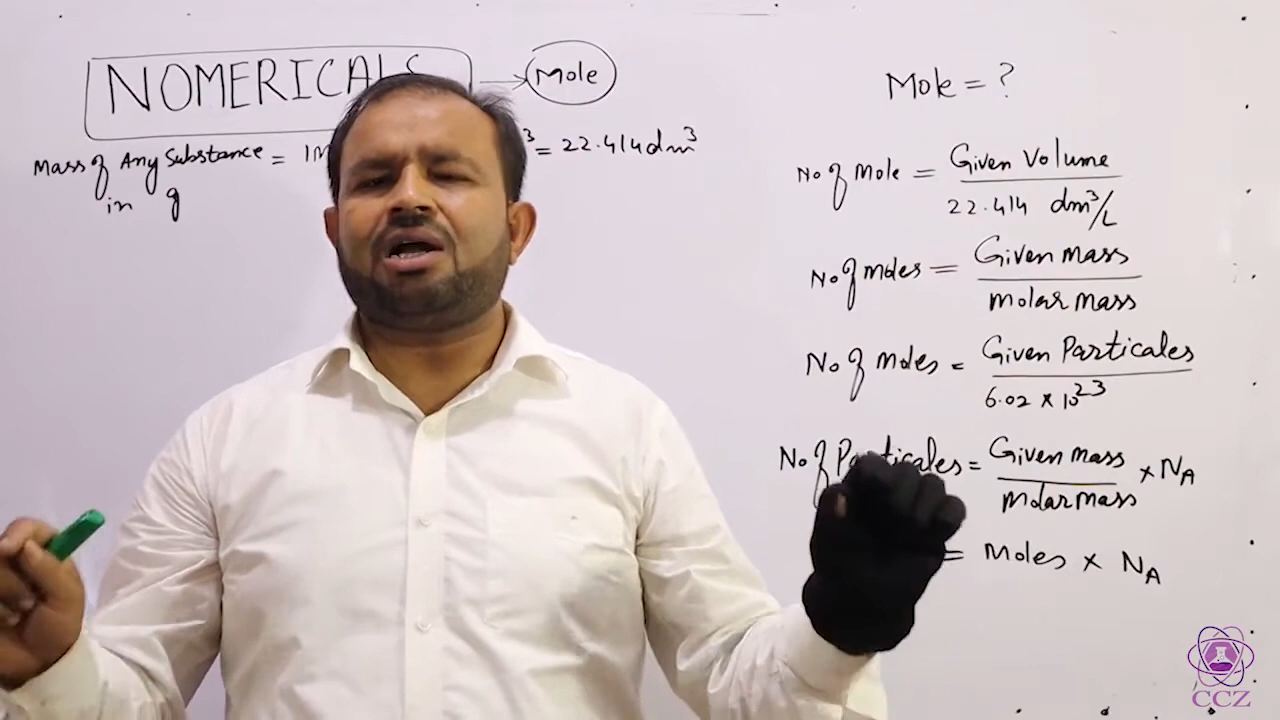 NOMERICALS → Mole
Mass of Any Substance = 1m
in g
3 = 22.414 dm³
Mole = ?
No of Mole = Given Volume
22.414 dm³/L
No of moles = Given Mass
molar mass
No of moles = Given Particales
6.02 × 10²³
No of Particales = Given mass × NA
molar mass
= Moles × NA
CCZ